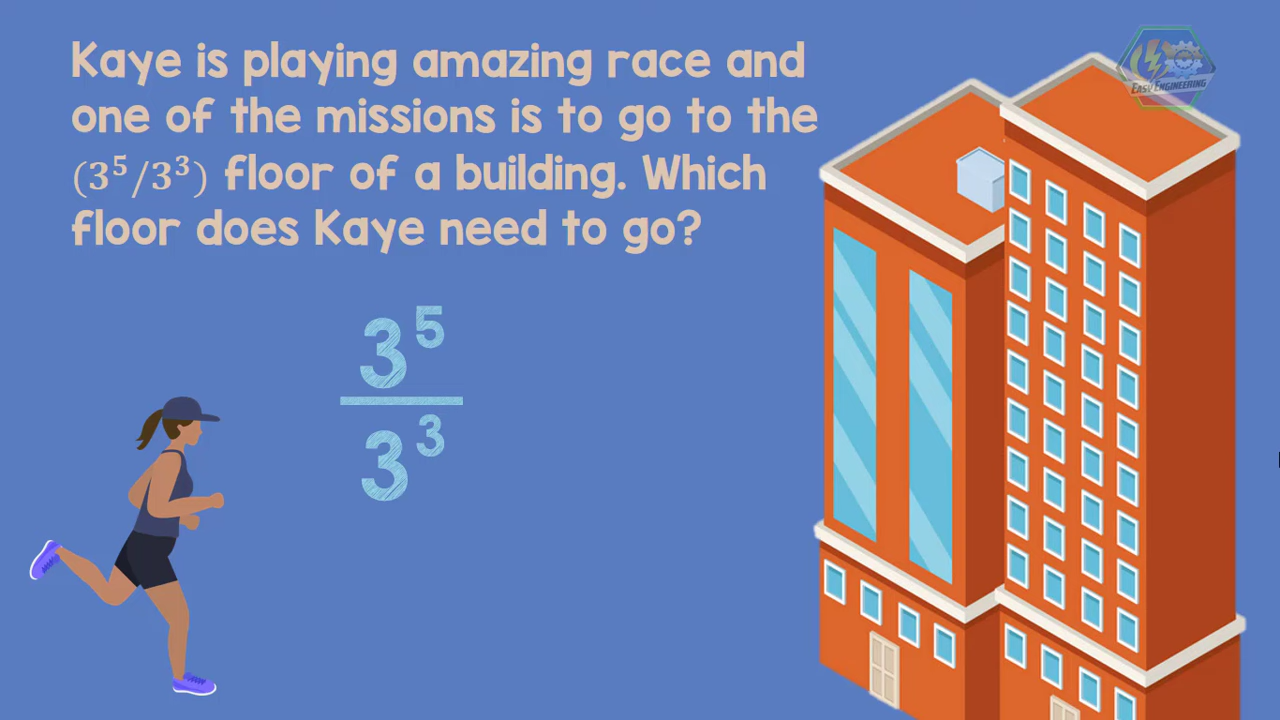 Kaye is playing amazing race and
one of the missions is to go to the
(3⁵/3³) floor of a building. Which
floor does Kaye need to go?
3⁵
3³
EASY ENGINEERING